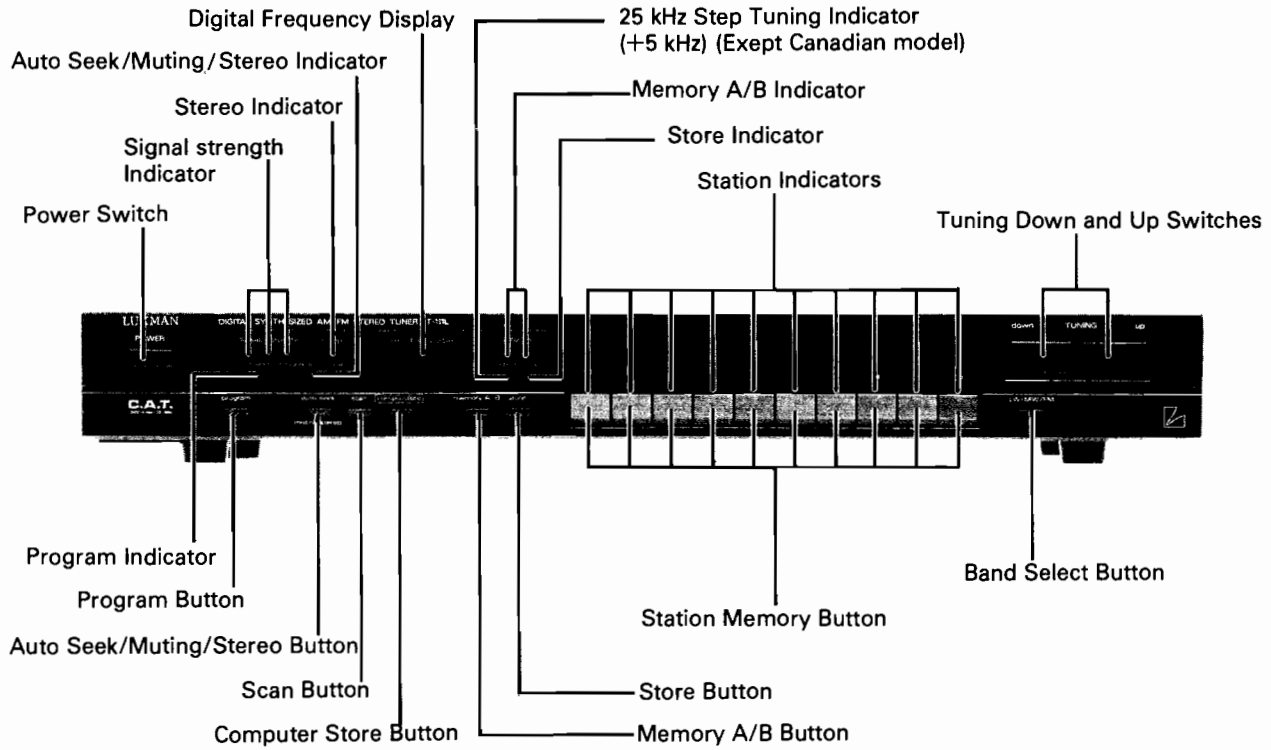 Digital Frequency Display
25 kHz Step Tuning Indicator
(+5 kHz) (Exept Canadian model)
Auto Seek/Muting/Stereo Indicator
Memory A/B Indicator
Stereo Indicator
Store Indicator
Signal strength
Indicator
Station Indicators
Power Switch
Tuning Down and Up Switches
LUXMAN
DIGITAL SYNTHESIZED AM/FM STEREO TUNER
down TUNING up
POWER
C.A.T.
program
memory A/B
Program Indicator
Band Select Button
Program Button
Station Memory Button
Auto Seek/Muting/Stereo Button
Scan Button
Store Button
Computer Store Button
Memory A/B Button